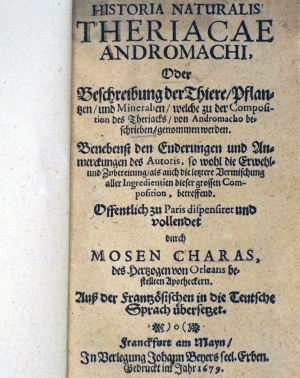 HISTORIA NATURALIS
THERIACAE
ANDROMACHI,
Oder
Beschreibung der Thiere/Pflan-
tzen/und Mineralien/welche zu der Composi-
tion des Theriacks/von Andromacho be-
schrieben/genommen werden.
Benebenst den Enderungen und An-
merckungen des Autoris, so wohl die Erwehl-
und Zubereitung/als auch die letztere Vermischung
aller Ingredientien dieser grossen Com-
position, betreffend.
Offentlich zu Paris dispensiret und
vollendet
durch
MOSEN CHARAS,
des Hertzogen von Orleans be-
stellten Apotheckern.
Auß der Frantzösischen in die Teutsche
Sprach übersetzet.
)o(
Franckfurt am Mayn/
In Verlegung Johann Beyers seel. Erben.
Gedruckt im Jahr 1679.